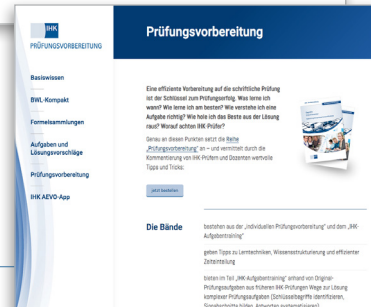 IHK
PRÜFUNGSVORBEREITUNG
Basiswissen
BWL-Kompakt
Formelsammlungen
Aufgaben und
Lösungsvorschläge
Prüfungsvorbereitung
IHK AEVO-App
Prüfungsvorbereitung
Eine effiziente Vorbereitung auf die schriftliche Prüfung
ist der Schlüssel zum Prüfungserfolg. Was lerne ich
wann? Wie lerne ich am besten? Wie verstehe ich eine
Aufgabe richtig? Wie hole ich das Beste aus der Lösung
raus? Worauf achten IHK-Prüfer?
Genau an diesen Punkten setzt die Reihe
„Prüfungsvorbereitung“ an – und vermittelt durch die
Kommentierung von IHK-Prüfern und Dozenten wertvolle
Tipps und Tricks:
jetzt bestellen
Die Bände
bestehen aus der „Individuellen Prüfungsvorbereitung“ und dem „IHK-
Aufgabentraining“
geben Tipps zu Lerntechniken, Wissensstrukturierung und effizienter
Zeiteinteilung
bieten im Teil „IHK-Aufgabentraining“ anhand von Original-
Prüfungsaufgaben aus früheren IHK-Prüfungen Wege zur Lösung
komplexer Prüfungsaufgaben (Schlüsselbegriffe identifizieren,